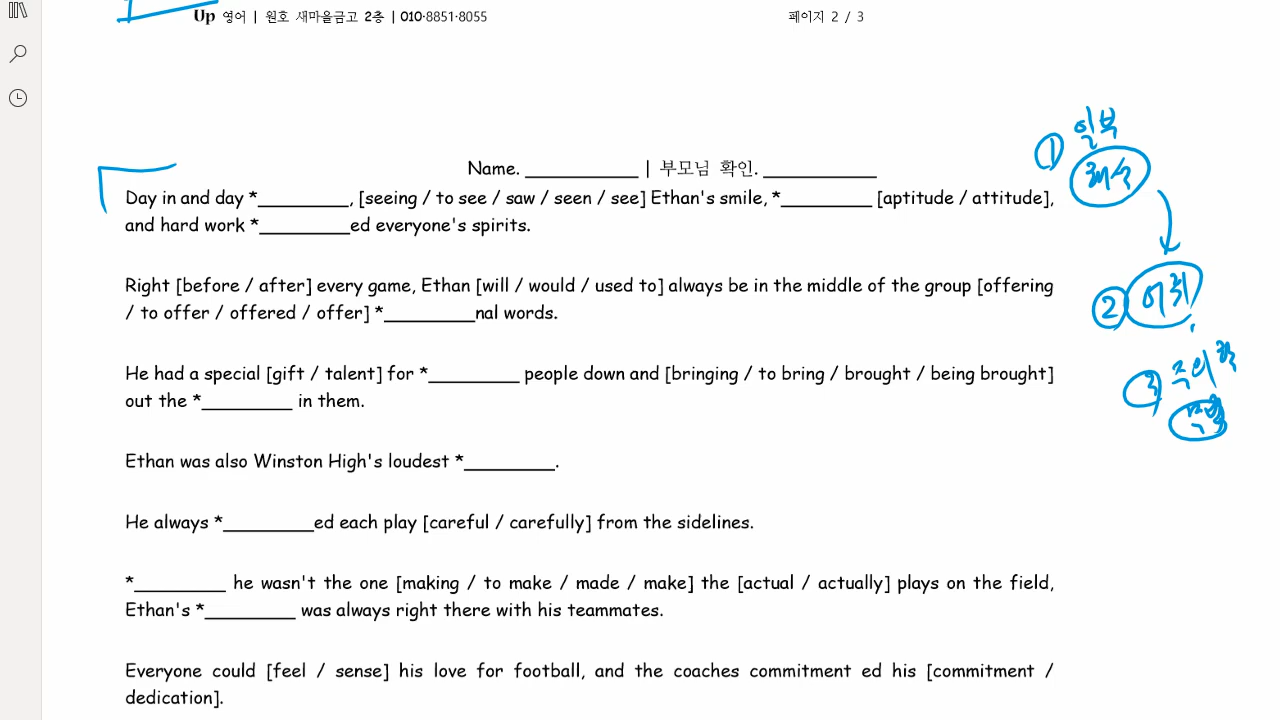 Up 영어 | 원호 새마을금고 2층 | 010-8851-8055 페이지 2 / 3
① 일부
해석
Name. __________ | 부모님 확인. __________
Day in and day *________, [seeing / to see / saw / seen / see] Ethan's smile, *________ [aptitude / attitude],
and hard work *________ed everyone's spirits.
② 어휘
Right [before / after] every game, Ethan [will / would / used to] always be in the middle of the group [offering
/ to offer / offered / offer] *________nal words.
He had a special [gift / talent] for *________ people down and [bringing / to bring / brought / being brought]
out the *________ in them.
Ethan was also Winston High's loudest *________.
He always *________ed each play [careful / carefully] from the sidelines.
*________ he wasn't the one [making / to make / made / make] the [actual / actually] plays on the field,
Ethan's *________ was always right there with his teammates.
Everyone could [feel / sense] his love for football, and the coaches commitment ed his [commitment /
dedication].